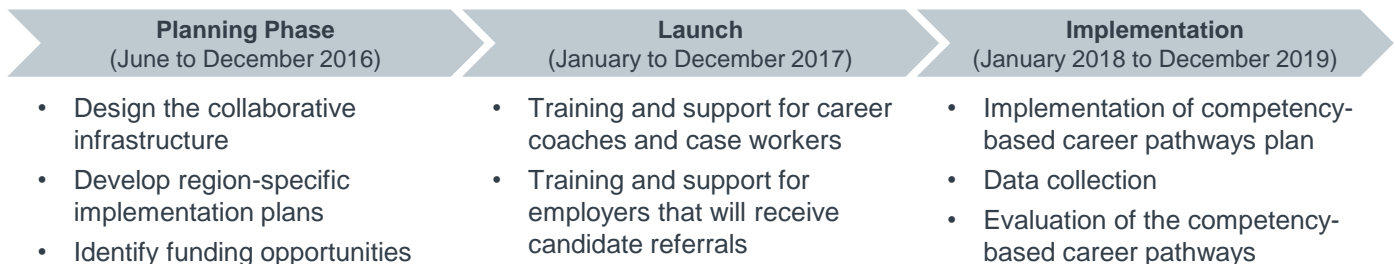 Planning Phase
(June to December 2016)
• Design the collaborative
infrastructure
• Develop region-specific
implementation plans
• Identify funding opportunities
Launch
(January to December 2017)
• Training and support for career
coaches and case workers
• Training and support for
employers that will receive
candidate referrals
Implementation
(January 2018 to December 2019)
• Implementation of competency-
based career pathways plan
• Data collection
• Evaluation of the competency-
based career pathways